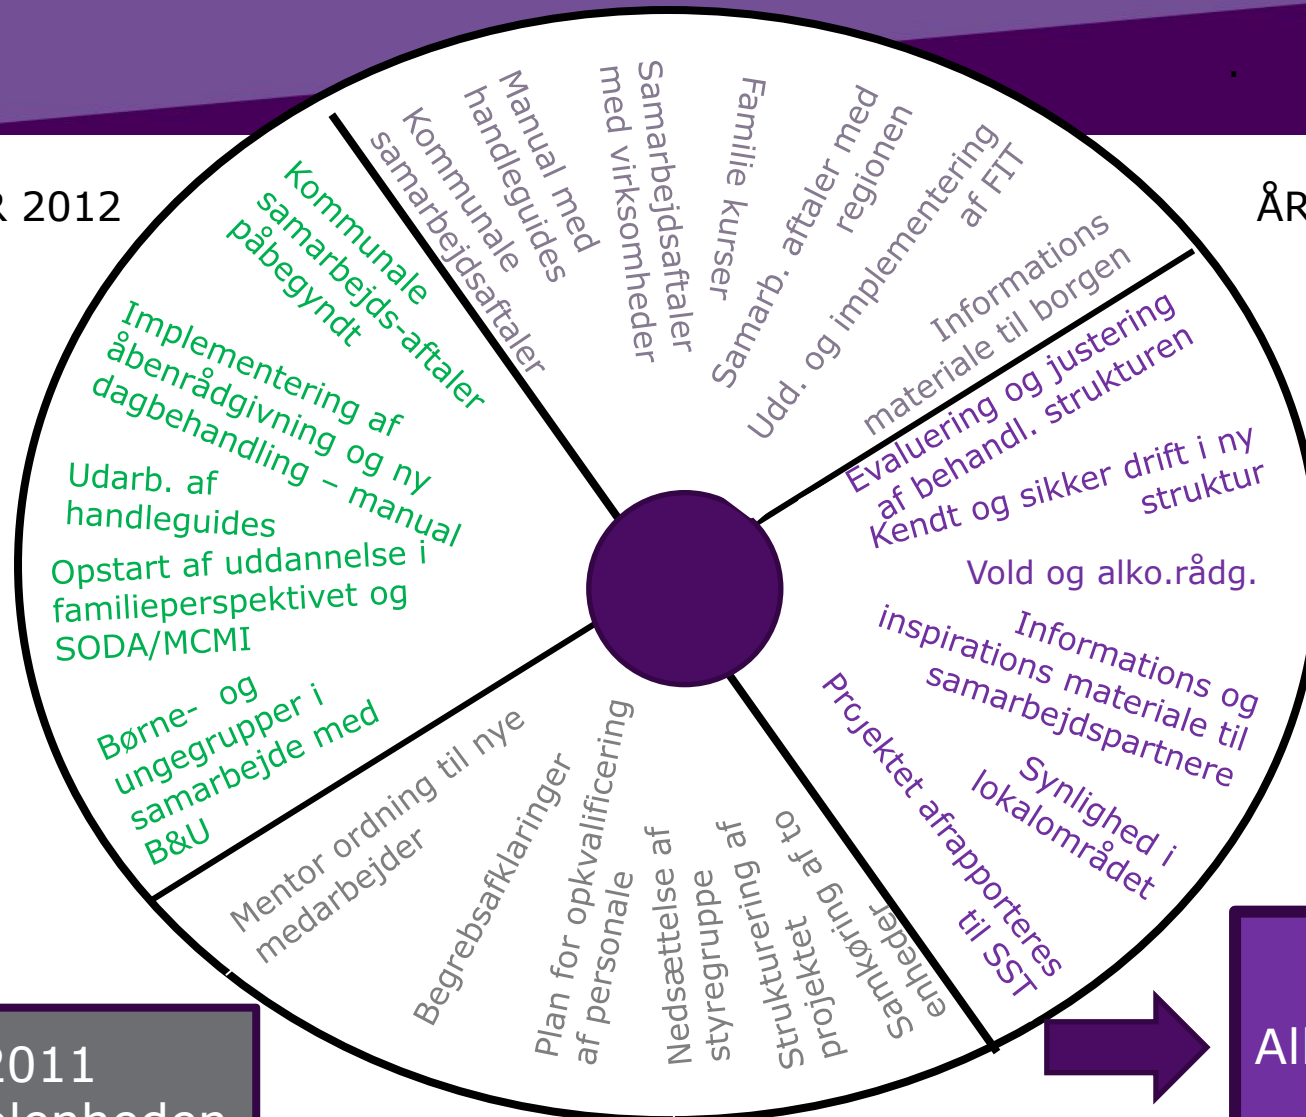 .
R 2012
ÅR
Kommunale
samarbejds-aftaler
påbegyndt
Implementering af
åbenrådgivning og ny
dagbehandling – manual
Udarb. af
handleguides
Opstart af uddannelse i
familieperspektivet og
SODA/MCMI
Børne- og
ungegrupper i
samarbejde med
B&U
Kommunale
samarbejdsaftaler
Manual med
handleguides
Samarbejdsaftaler
med virksomheder
Familie kurser
Samarb. aftaler med
regionen
Udd. og implementering
af FIT
Informations
materiale til borgen
Evaluering og justering
af behandl. strukturen
Kendt og sikker drift i ny
struktur
Vold og alko.rådg.
Informations og
inspirations materiale til
samarbejdspartnere
Synlighed i
lokalområdet
Projektet afrapporteres
til SST
Mentor ordning til nye
medarbejder
Begrebsafklaringer
Plan for opkvalificering
af personale
Nedsættelse af
styregruppe
Strukturering af
projektet
Samkøring af to
enheder
2011
lenheden
All